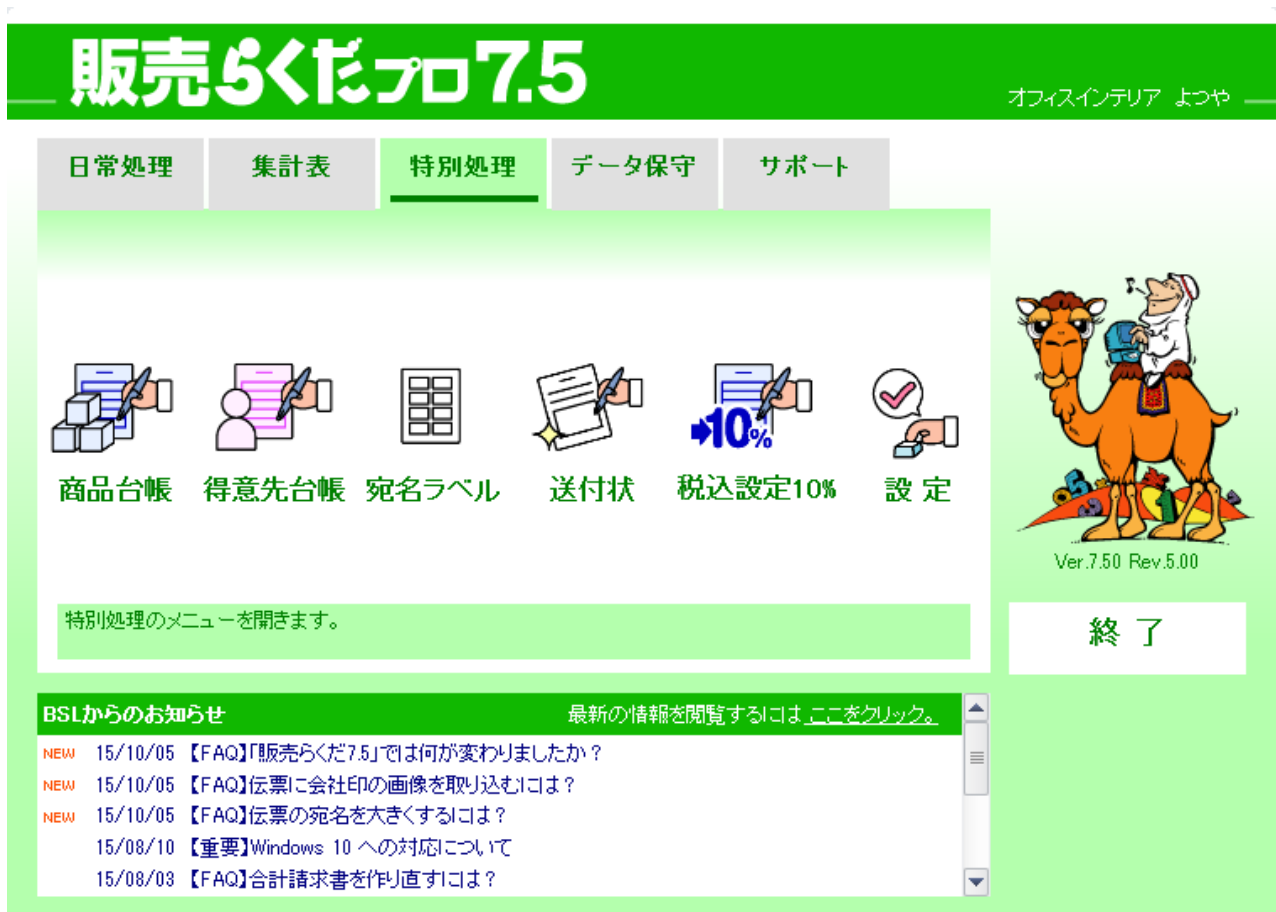 販売らくだプロ7.5
オフィスインテリア よつや
日常処理 集計表 特別処理 データ保守 サポート
➔10%
商品台帳 得意先台帳 宛名ラベル 送付状 税込設定10% 設 定
Ver.7.50 Rev.5.00
特別処理のメニューを開きます。
終 了
BSLからのお知らせ 最新の情報を閲覧するには ここをクリック。
NEW 15/10/05 【FAQ】「販売らくだ7.5」では何が変わりましたか？
NEW 15/10/05 【FAQ】伝票に会社印の画像を取り込むには？
NEW 15/10/05 【FAQ】伝票の宛名を大きくするには？
15/08/10 【重要】Windows 10 への対応について
15/08/03 【FAQ】合計請求書を作り直すには？